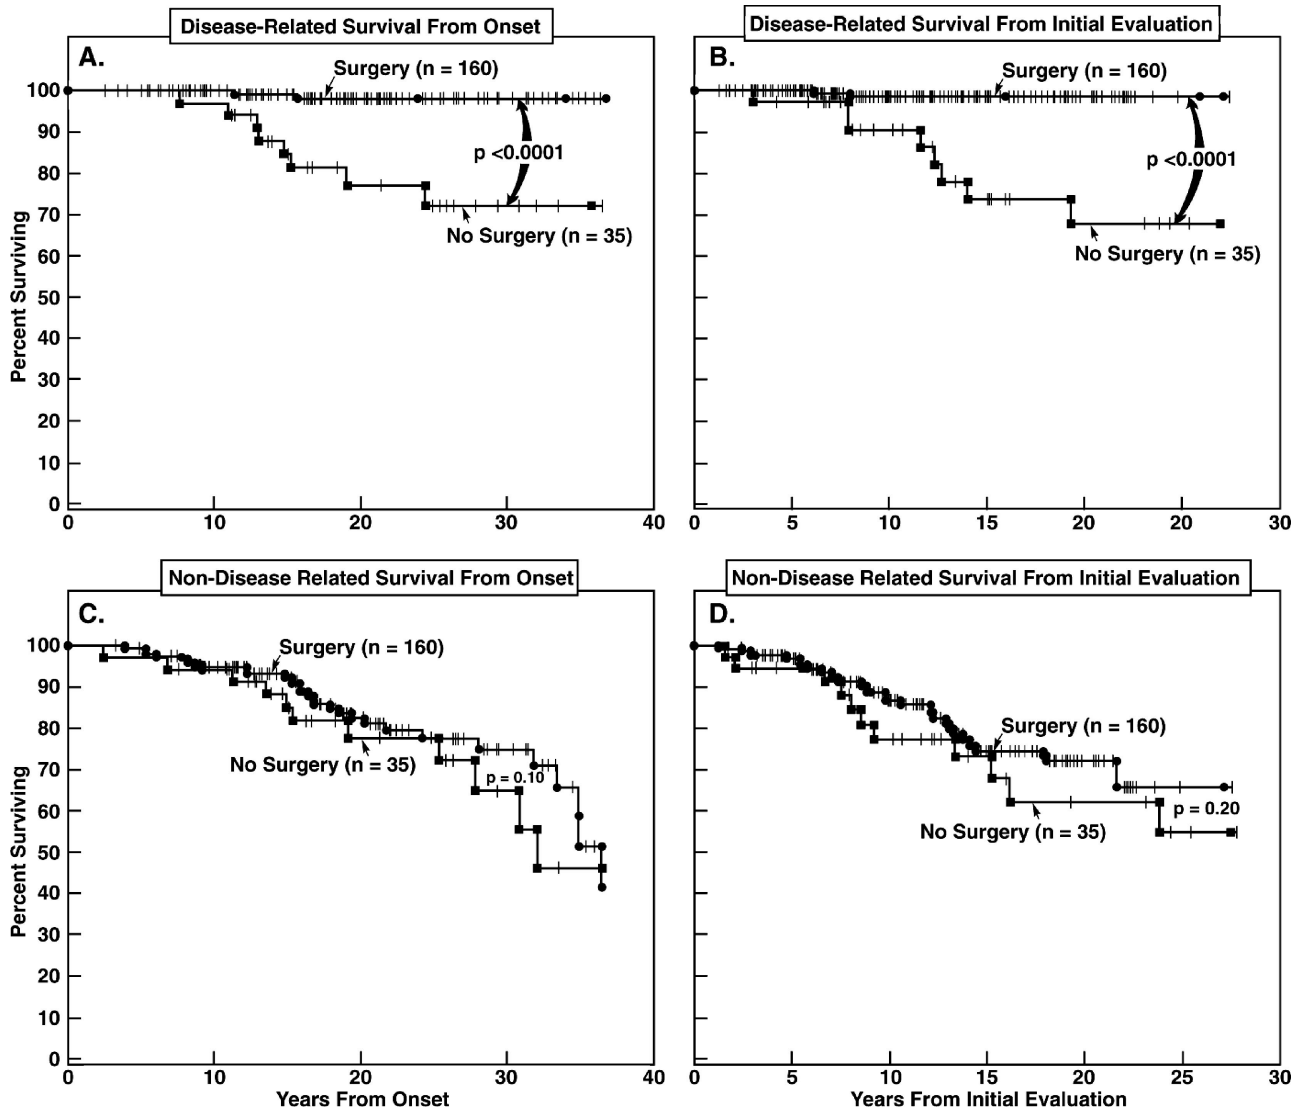 Disease-Related Survival From Onset
A.
Surgery (n = 160)
p <0.0001
No Surgery (n = 35)
Percent Surviving
100
90
80
70
60
50
40
30
20
10
0
0 10 20 30 40
Disease-Related Survival From Initial Evaluation
B.
Surgery (n = 160)
p <0.0001
No Surgery (n = 35)
0 5 10 15 20 20 30
Non-Disease Related Survival From Onset
C.
Surgery (n = 160)
No Surgery (n = 35)
p = 0.10
Percent Surviving
100
90
80
70
60
50
40
30
20
10
0
0 10 20 30 40
Years From Onset
Non-Disease Related Survival From Initial Evaluation
D.
Surgery (n = 160)
p = 0.20
No Surgery (n = 35)
0 5 10 15 20 25 30
Years From Initial Evaluation